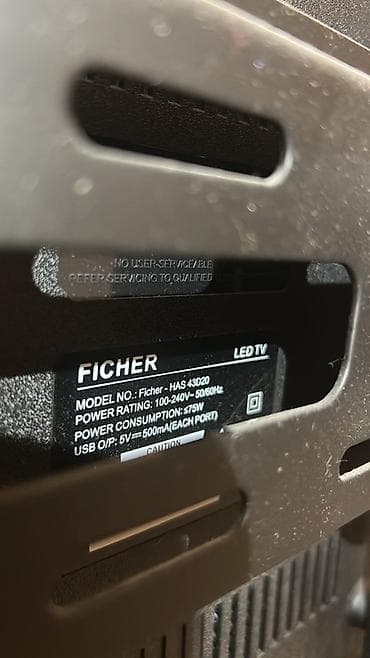 NO USER-SERVICEABLE
REFER SERVICING TO QUALIFIED
FICHER LED TV
MODEL NO.: Ficher - HAS 43D20
POWER RATING: 100-240V~ 50/60Hz
POWER CONSUMPTION: ≤75W
USB O/P: 5V⎓500mA(EACH PORT)
CAUTION